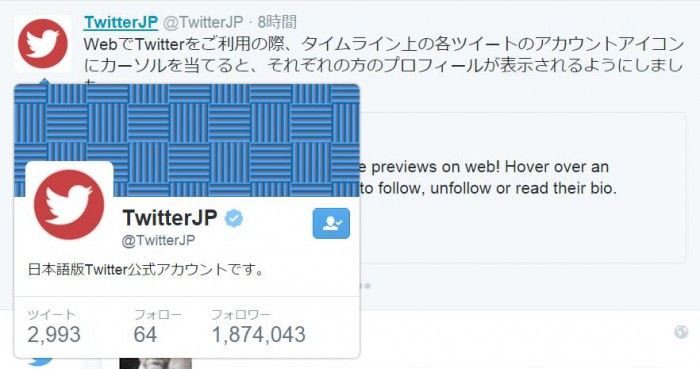 TwitterJP @TwitterJP · 8時間
WebでTwitterをご利用の際、タイムライン上の各ツイートのアカウントアイコン
にカーソルを当てると、それぞれの方のプロフィールが表示されるようにしまし
previews on web! Hover over an
to follow, unfollow or read their bio.
TwitterJP
@TwitterJP
日本語版Twitter公式アカウントです。
ツイート フォロー フォロワー
2,993 64 1,874,043